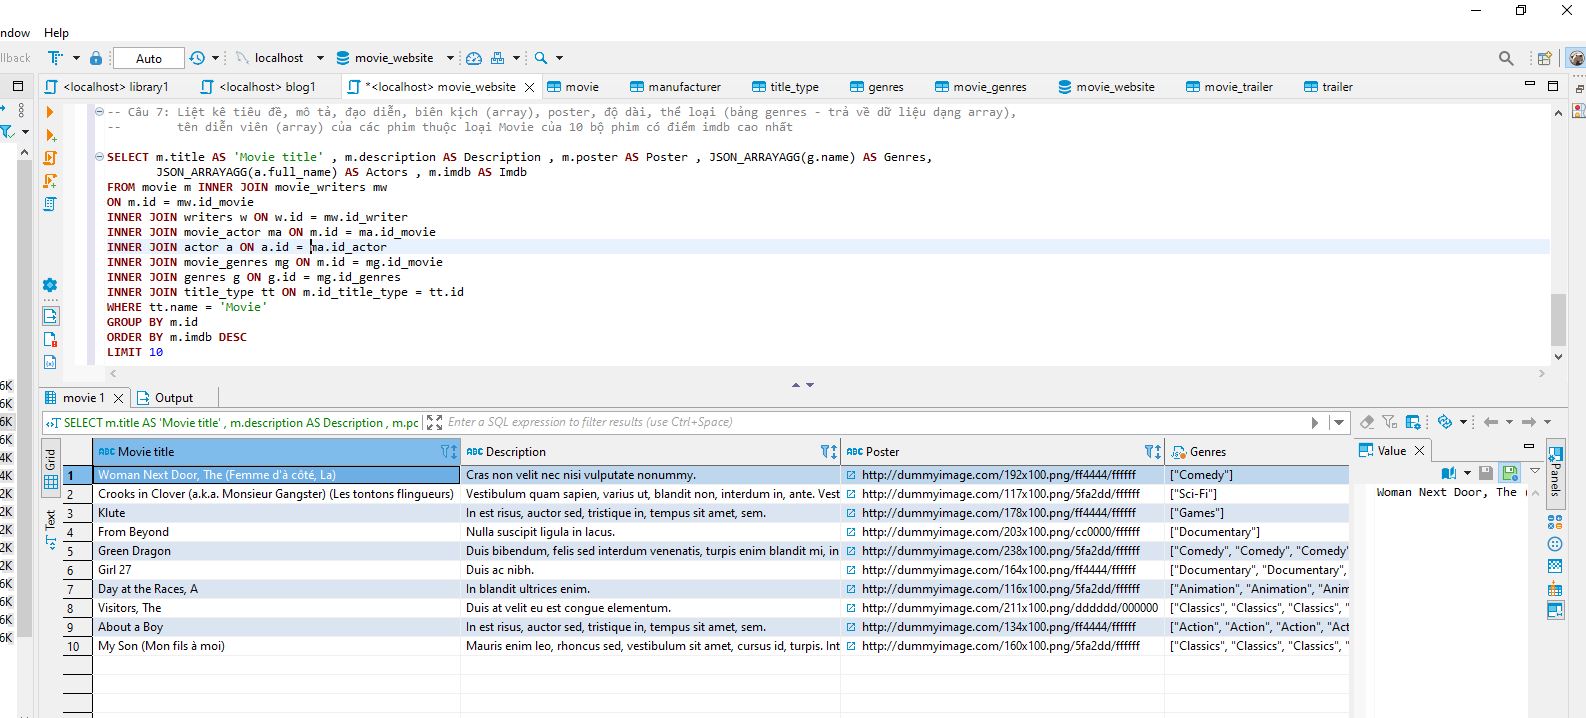 ndow Help
llback Auto localhost movie_website
<localhost> library1 <localhost> blog1 *<localhost> movie_website movie manufacturer title_type genres movie_genres movie_website movie_trailer trailer
-- Câu 7: Liệt kê tiêu đề, mô tả, đạo diễn, biên kịch (array), poster, độ dài, thể loại (bảng genres - trả về dữ liệu dạng array),
-- tên diễn viên (array) của các phim thuộc loại Movie của 10 bộ phim có điểm imdb cao nhất
SELECT m.title AS 'Movie title' , m.description AS Description , m.poster AS Poster , JSON_ARRAYAGG(g.name) AS Genres,
JSON_ARRAYAGG(a.full_name) AS Actors , m.imdb AS Imdb
FROM movie m INNER JOIN movie_writers mw
ON m.id = mw.id_movie
INNER JOIN writers w ON w.id = mw.id_writer
INNER JOIN movie_actor ma ON m.id = ma.id_movie
INNER JOIN actor a ON a.id = ma.id_actor
INNER JOIN movie_genres mg ON m.id = mg.id_movie
INNER JOIN genres g ON g.id = mg.id_genres
INNER JOIN title_type tt ON m.id_title_type = tt.id
WHERE tt.name = 'Movie'
GROUP BY m.id
ORDER BY m.imdb DESC
LIMIT 10
movie 1 Output
SELECT m.title AS 'Movie title' , m.description AS Description , m.pc Enter a SQL expression to filter results (use Ctrl+Space)
Grid
Text
ABC Movie title ABC Description ABC Poster Genres
1 Woman Next Door, The (Femme d'à côté, La) Cras non velit nec nisi vulputate nonummy. http://dummyimage.com/192x100.png/ff4444/ffffff ["Comedy"]
2 Crooks in Clover (a.k.a. Monsieur Gangster) (Les tontons flingueurs) Vestibulum quam sapien, varius ut, blandit non, interdum in, ante. Vest http://dummyimage.com/117x100.png/5fa2dd/ffffff ["Sci-Fi"]
3 Klute In est risus, auctor sed, tristique in, tempus sit amet, sem. http://dummyimage.com/178x100.png/ff4444/ffffff ["Games"]
4 From Beyond Nulla suscipit ligula in lacus. http://dummyimage.com/203x100.png/cc0000/ffffff ["Documentary"]
5 Green Dragon Duis bibendum, felis sed interdum venenatis, turpis enim blandit mi, in http://dummyimage.com/238x100.png/5fa2dd/ffffff ["Comedy", "Comedy", "Comedy"
6 Girl 27 Duis ac nibh. http://dummyimage.com/164x100.png/ff4444/ffffff ["Documentary", "Documentary",
7 Day at the Races, A In blandit ultrices enim. http://dummyimage.com/116x100.png/5fa2dd/ffffff ["Animation", "Animation", "Anim
8 Visitors, The Duis at velit eu est congue elementum. http://dummyimage.com/211x100.png/dddddd/000000 ["Classics", "Classics", "Classics", "
9 About a Boy In est risus, auctor sed, tristique in, tempus sit amet, sem. http://dummyimage.com/134x100.png/ff4444/ffffff ["Action", "Action", "Action", "Act
10 My Son (Mon fils à moi) Mauris enim leo, rhoncus sed, vestibulum sit amet, cursus id, turpis. Int http://dummyimage.com/160x100.png/5fa2dd/ffffff ["Classics", "Classics", "Classics", "
Value
Woman Next Door, The
Panels
6K
6K
6K
6K
4K
4K
2K
2K
2K
2K
2K
6K
6K
6K
6K